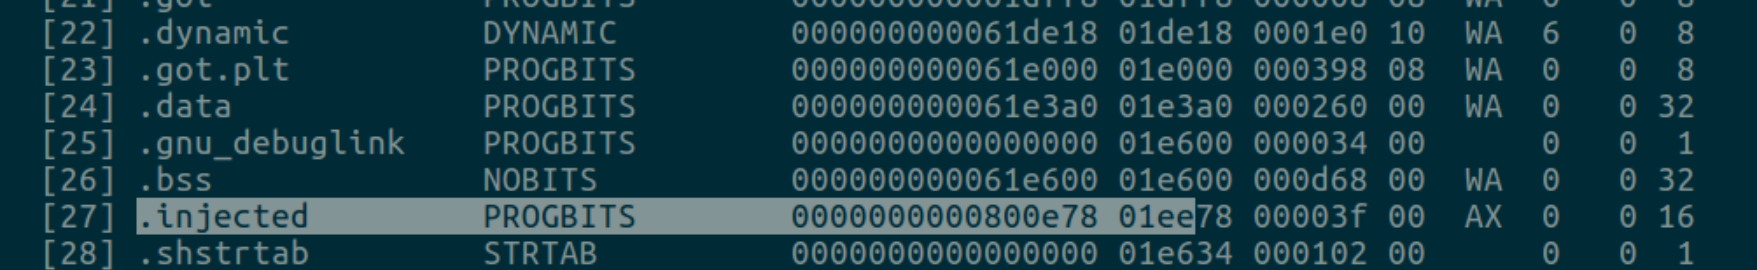 [21] .got PROGBITS 000000000061dff8 01dff8 000008 08 WA 0 0 8
[22] .dynamic DYNAMIC 000000000061de18 01de18 0001e0 10 WA 6 0 8
[23] .got.plt PROGBITS 000000000061e000 01e000 000398 08 WA 0 0 8
[24] .data PROGBITS 000000000061e3a0 01e3a0 000260 00 WA 0 0 32
[25] .gnu_debuglink PROGBITS 0000000000000000 01e600 000034 00 0 0 1
[26] .bss NOBITS 000000000061e600 01e600 000d68 00 WA 0 0 32
[27] .injected PROGBITS 0000000000800e78 01ee78 00003f 00 AX 0 0 16
[28] .shstrtab STRTAB 0000000000000000 01e634 000102 00 0 0 1